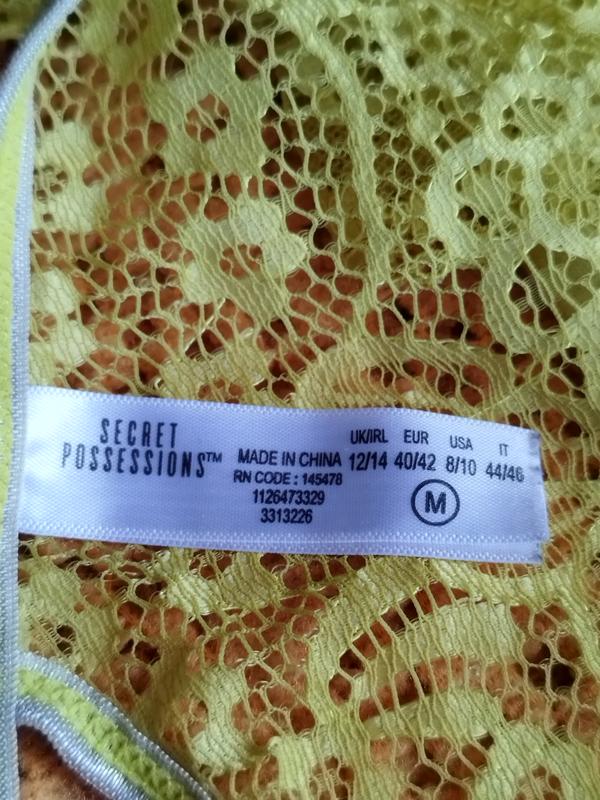 SECRET
POSSESSIONS™
MADE IN CHINA
RN CODE : 145478
1126473329
3313226
UK/IRL EUR USA IT
12/14 40/42 8/10 44/46
M